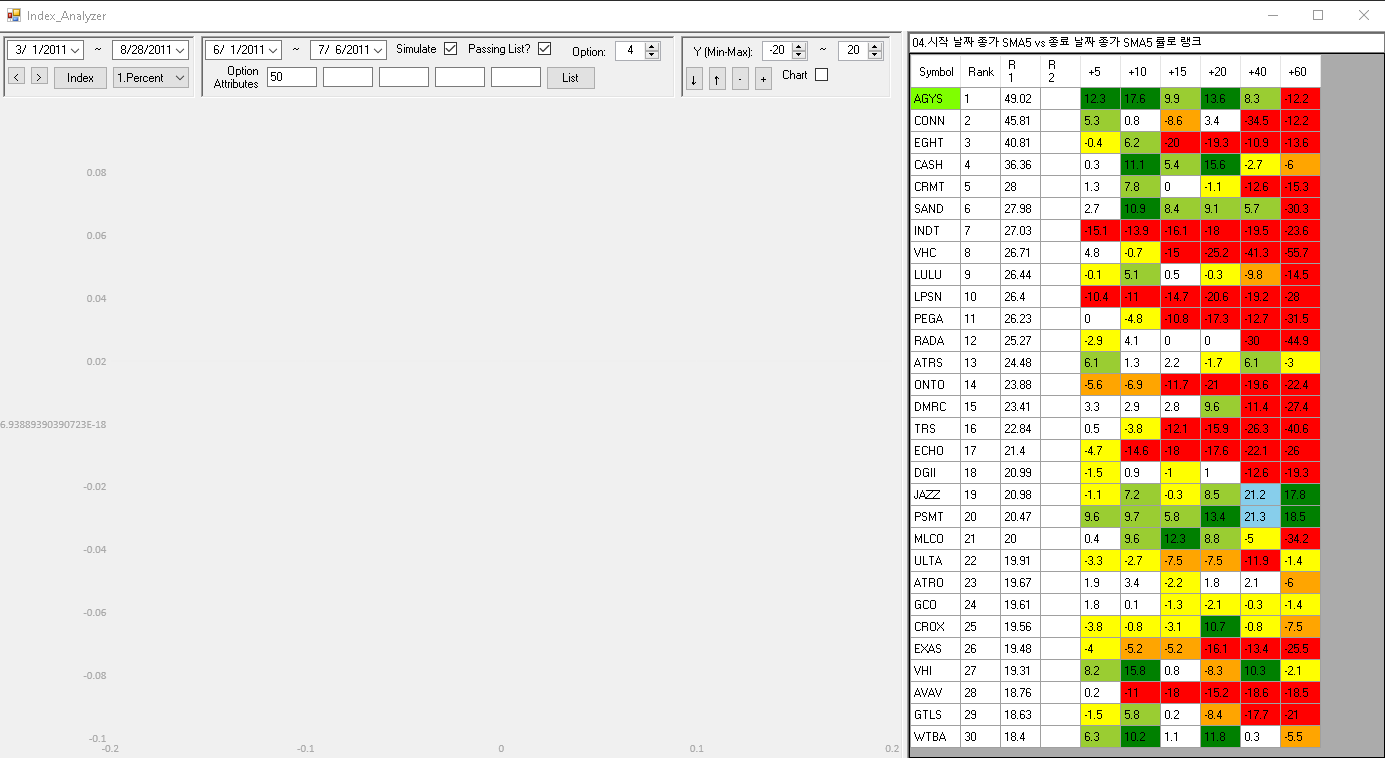 Index_Analyzer
3/ 1/2011 ~ 8/28/2011
< > Index 1.Percent
6/ 1/2011 ~ 7/ 6/2011 Simulate Passing List? Option: 4
Option Attributes 50 List
Y (Min-Max): -20 ~ 20
↓ ↑ - + Chart
0.08
0.06
0.04
0.02
6.93889390390723E-18
-0.02
-0.04
-0.06
-0.08
-0.1
-0.2 -0.1 0 0.1 0.2
04.시작 날짜 종가 SMA5 vs 종료 날짜 종가 SMA5 률로 랭크
Symbol Rank R 1 R 2 +5 +10 +15 +20 +40 +60
AGYS 1 49.02 12.3 17.6 9.9 13.6 8.3 -12.2
CONN 2 45.81 5.3 0.8 -8.6 3.4 -34.5 -12.2
EGHT 3 40.81 -0.4 6.2 -20 -19.3 -10.9 -13.6
CASH 4 36.36 0.3 11.1 5.4 15.6 -2.7 -6
CRMT 5 28 1.3 7.8 0 -1.1 -12.6 -15.3
SAND 6 27.98 2.7 10.9 8.4 9.1 5.7 -30.3
INDT 7 27.03 -15.1 -13.9 -16.1 -18 -19.5 -23.6
VHC 8 26.71 4.8 -0.7 -15 -25.2 -41.3 -55.7
LULU 9 26.44 -0.1 5.1 0.5 -0.3 -9.8 -14.5
LPSN 10 26.4 -10.4 -11 -14.7 -20.6 -19.2 -28
PEGA 11 26.23 0 -4.8 -10.8 -17.3 -12.7 -31.5
RADA 12 25.27 -2.9 4.1 0 0 -30 -44.9
ATRS 13 24.48 6.1 1.3 2.2 -1.7 6.1 -3
ONTO 14 23.88 -5.6 -6.9 -11.7 -21 -19.6 -22.4
DMRC 15 23.41 3.3 2.9 2.8 9.6 -11.4 -27.4
TRS 16 22.84 0.5 -3.8 -12.1 -15.9 -26.3 -40.6
ECHO 17 21.4 -4.7 -14.6 -18 -17.6 -22.1 -26
DGII 18 20.99 -1.5 0.9 -1 1 -12.6 -19.3
JAZZ 19 20.98 -1.1 7.2 -0.3 8.5 21.2 17.8
PSMT 20 20.47 9.6 9.7 5.8 13.4 21.3 18.5
MLCO 21 20 0.4 9.6 12.3 8.8 -5 -34.2
ULTA 22 19.91 -3.3 -2.7 -7.5 -7.5 -11.9 -1.4
ATRO 23 19.67 1.9 3.4 -2.2 1.8 2.1 -6
GCO 24 19.61 1.8 0.1 -1.3 -2.1 -0.3 -1.4
CROX 25 19.56 -3.8 -0.8 -3.1 10.7 -0.8 -7.5
EXAS 26 19.48 -4 -5.2 -5.2 -16.1 -13.4 -25.5
VHI 27 19.31 8.2 15.8 0.8 -8.3 10.3 -2.1
AVAV 28 18.76 0.2 -11 -18 -15.2 -18.6 -18.5
GTLS 29 18.63 -1.5 5.8 0.2 -8.4 -17.7 -21
WTBA 30 18.4 6.3 10.2 1.1 11.8 0.3 -5.5